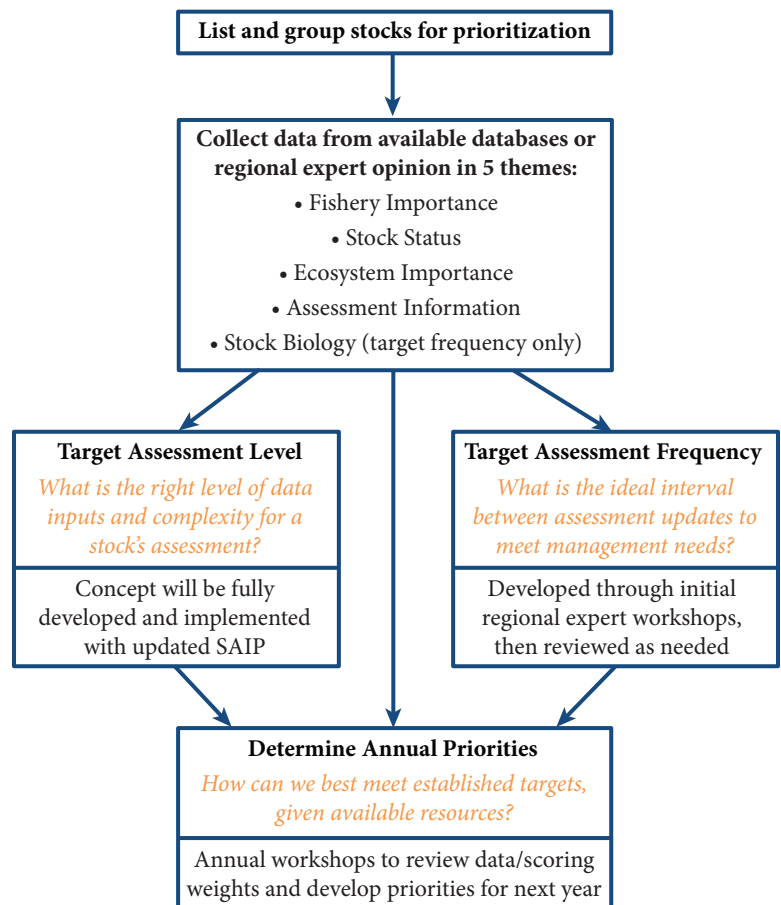 List and group stocks for prioritization
Collect data from available databases or
regional expert opinion in 5 themes:
• Fishery Importance
• Stock Status
• Ecosystem Importance
• Assessment Information
• Stock Biology (target frequency only)
Target Assessment Level
What is the right level of data
inputs and complexity for a
stock’s assessment?
Concept will be fully
developed and implemented
with updated SAIP
Target Assessment Frequency
What is the ideal interval
between assessment updates to
meet management needs?
Developed through initial
regional expert workshops,
then reviewed as needed
Determine Annual Priorities
How can we best meet established targets,
given available resources?
Annual workshops to review data/scoring
weights and develop priorities for next year